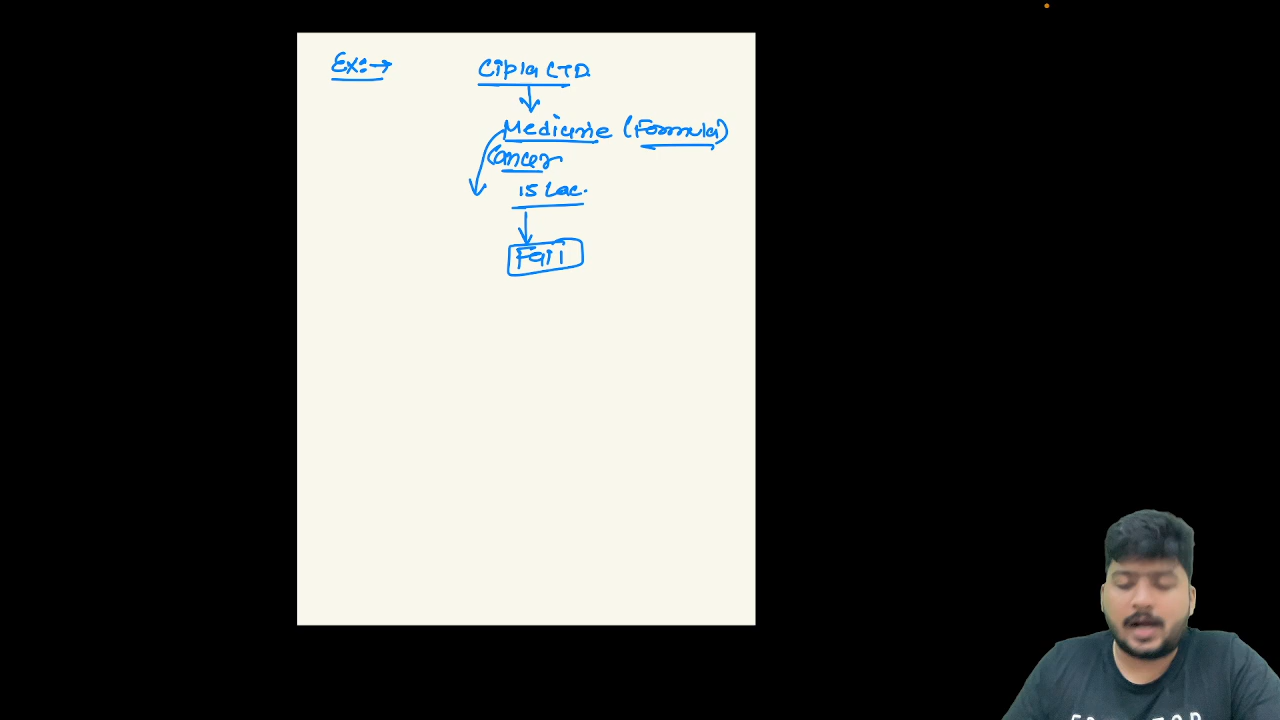 Ex:→ Cipla LTD.
Medicine (Formula)
Cancer
15 Lac.
Fail